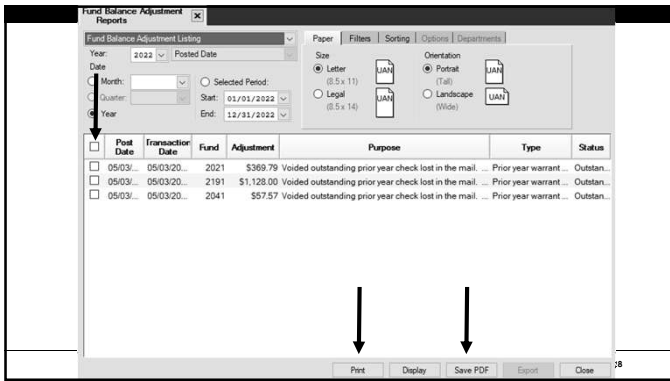 Fund Balance Adjustment
Reports
Fund Balance Adjustment Listing
Year: 2022 Posted Date
Date
Month: Selected Period:
Quarter: Start: 01/01/2022
Year End: 12/31/2022
Paper Filters Sorting Options Departments
Size Orientation
Letter UAN Portrait UAN
(8.5 x 11) (Tall)
Legal UAN Landscape UAN
(8.5 x 14) (Wide)
Post Date Transaction Date Fund Adjustment Purpose Type Status
05/03/... 05/03/20... 2021 $369.79 Voided outstanding prior year check lost in the mail. ... Prior year warrant ... Outstan...
05/03/... 05/03/20... 2191 $1,128.00 Voided outstanding prior year check lost in the mail. ... Prior year warrant ... Outstan...
05/03/... 05/03/20... 2041 $57.57 Voided outstanding prior year check lost in the mail. ... Prior year warrant ... Outstan...
Print Display Save PDF Export Close